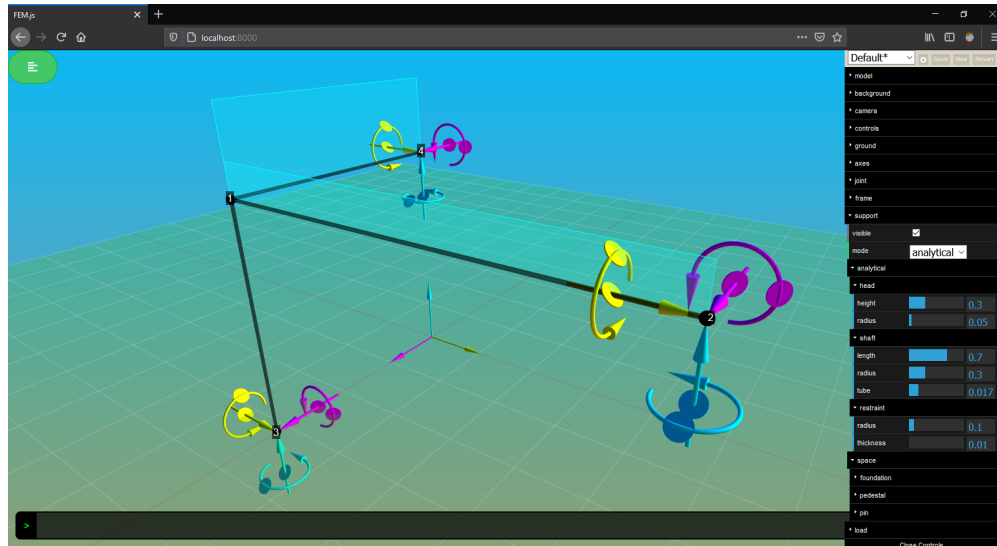 FEM.js
localhost:8000
Default*
Save New Revert
model
background
camera
controls
ground
axes
joint
frame
support
visible
mode analytical
analytical
head
height 0.3
radius 0.05
shaft
length 0.7
radius 0.3
tube 0.017
restraint
radius 0.1
thickness 0.01
space
foundation
pedestal
pin
load
Close Controls
4
1
2
3
>